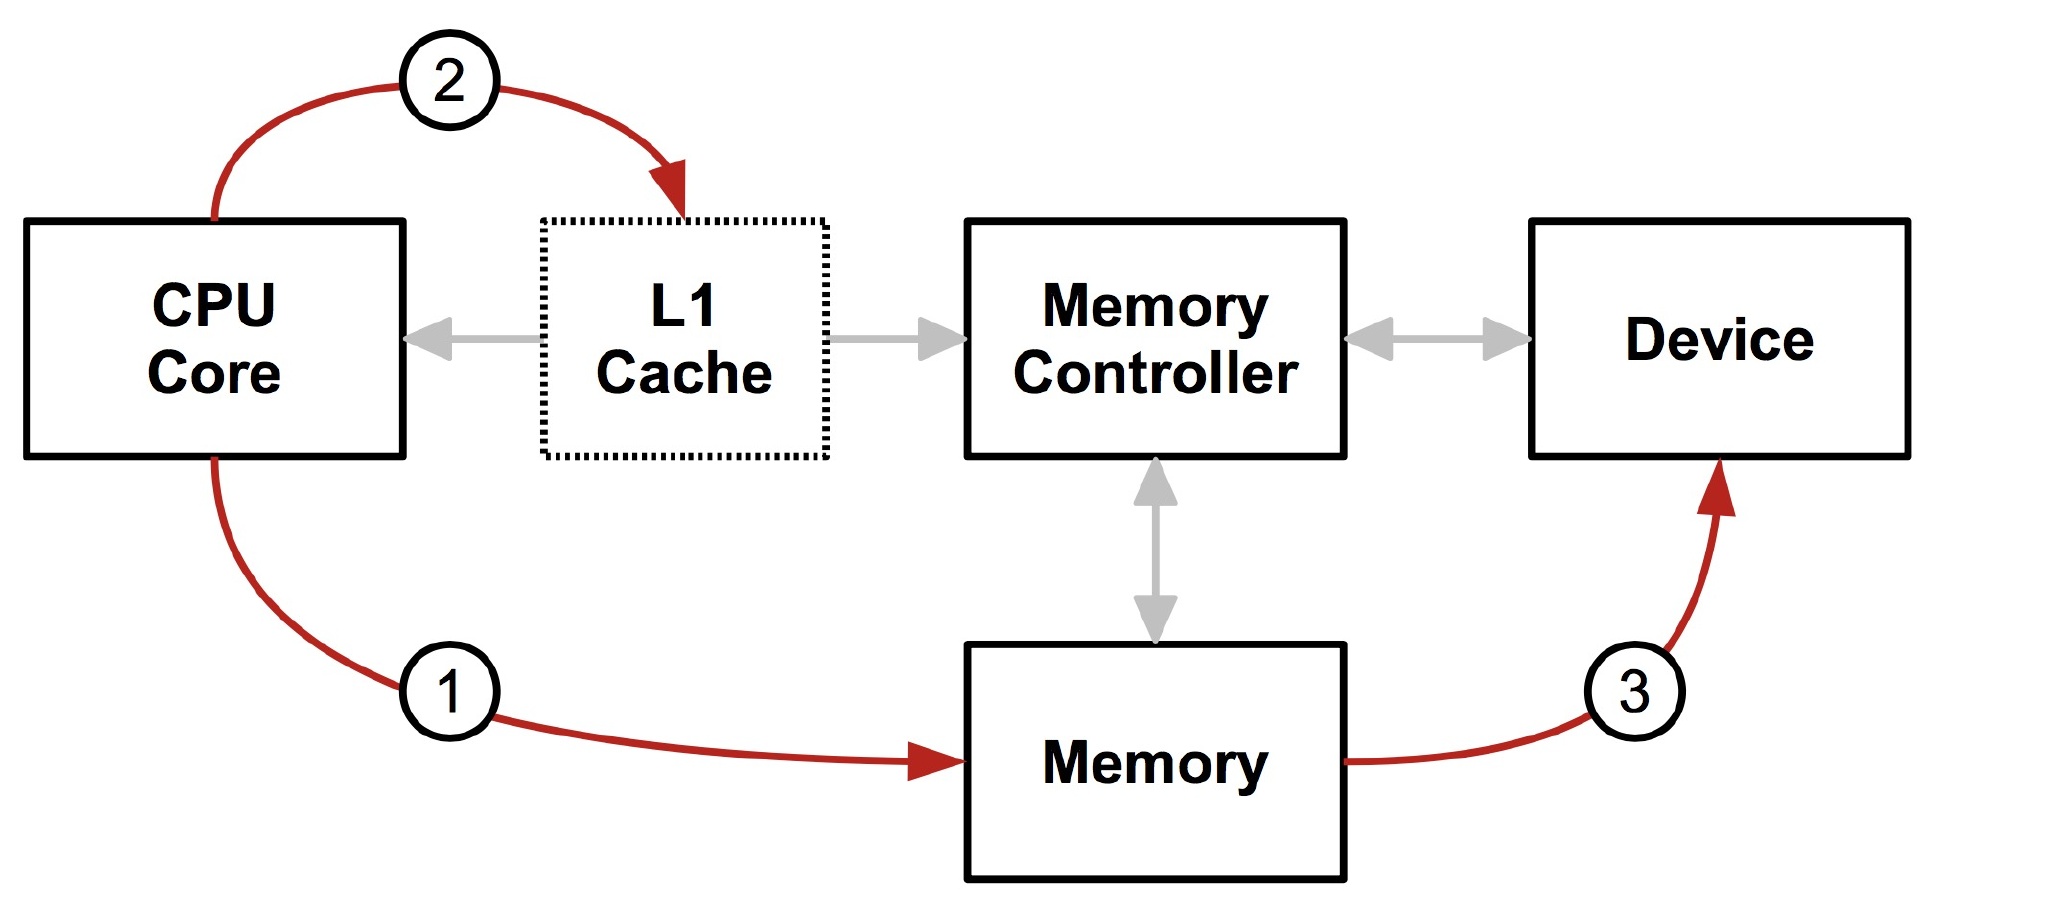 2
CPU
Core
L1
Cache
Memory
Controller
Device
1
Memory
3